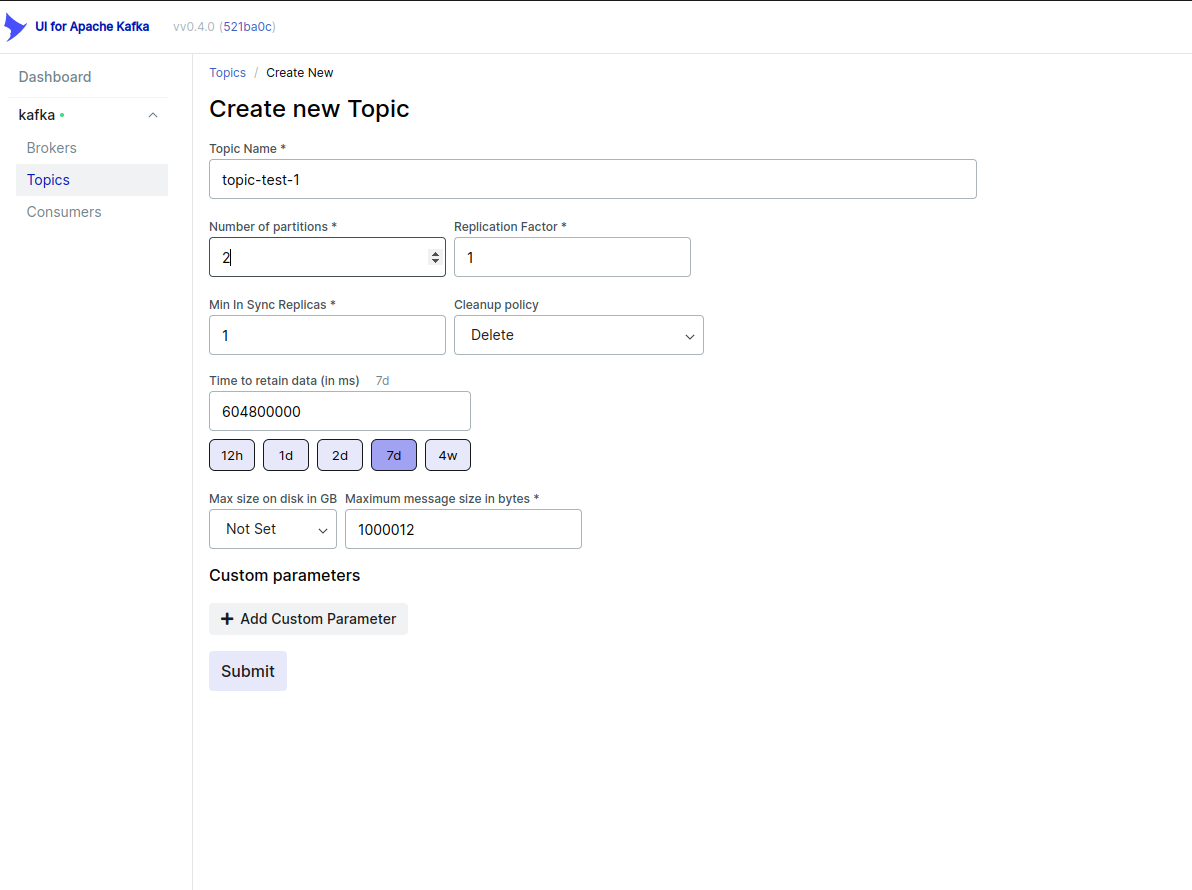 UI for Apache Kafka vv0.4.0 (521ba0c)
Dashboard
kafka
Brokers
Topics
Consumers
Topics / Create New
Create new Topic
Topic Name *
topic-test-1
Number of partitions * Replication Factor *
2 1
Min In Sync Replicas * Cleanup policy
1 Delete
Time to retain data (in ms) 7d
604800000
12h 1d 2d 7d 4w
Max size on disk in GB Maximum message size in bytes *
Not Set 1000012
Custom parameters
+ Add Custom Parameter
Submit